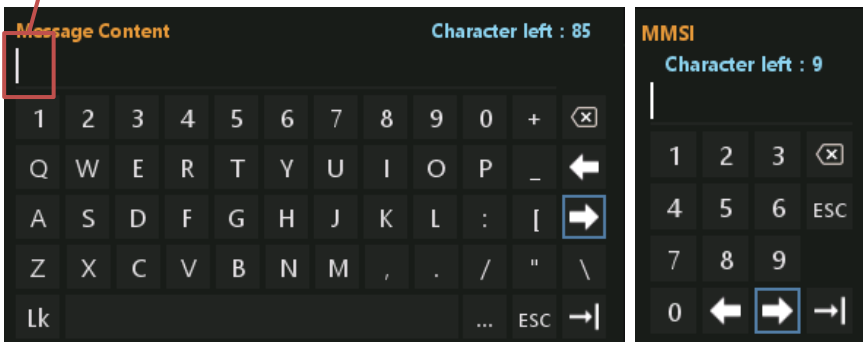 Message Content Character left : 85
1 2 3 4 5 6 7 8 9 0 +
Q W E R T Y U I O P _
A S D F G H J K L : [
Z X C V B N M , . / " \
Lk ... ESC
MMSI
Character left : 9
1 2 3
4 5 6 ESC
7 8 9
0